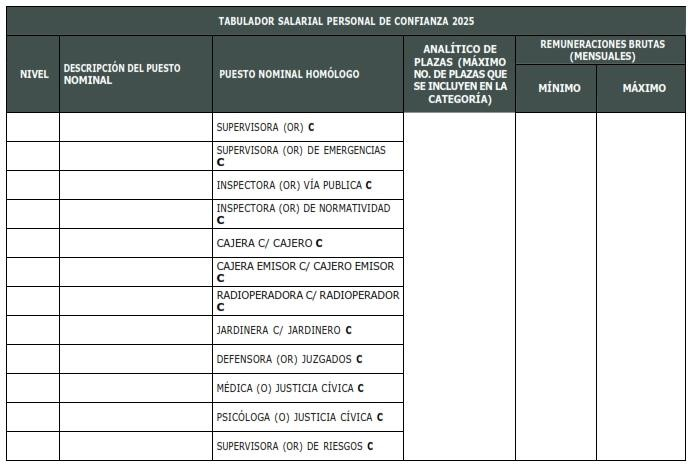 TABULADOR SALARIAL PERSONAL DE CONFIANZA 2025
NIVEL
DESCRIPCIÓN DEL PUESTO
NOMINAL
PUESTO NOMINAL HOMÓLOGO
ANALÍTICO DE
PLAZAS (MÁXIMO
NO. DE PLAZAS QUE
SE INCLUYEN EN LA
CATEGORÍA)
REMUNERACIONES BRUTAS
(MENSUALES)
MÍNIMO
MÁXIMO
SUPERVISORA (OR) C
SUPERVISORA (OR) DE EMERGENCIAS
C
INSPECTORA (OR) VÍA PUBLICA C
INSPECTORA (OR) DE NORMATIVIDAD
C
CAJERA C/ CAJERO C
CAJERA EMISOR C/ CAJERO EMISOR
C
RADIOPERADORA C/ RADIOPERADOR
C
JARDINERA C/ JARDINERO C
DEFENSORA (OR) JUZGADOS C
MÉDICA (O) JUSTICIA CÍVICA C
PSICÓLOGA (O) JUSTICIA CÍVICA C
SUPERVISORA (OR) DE RIESGOS C